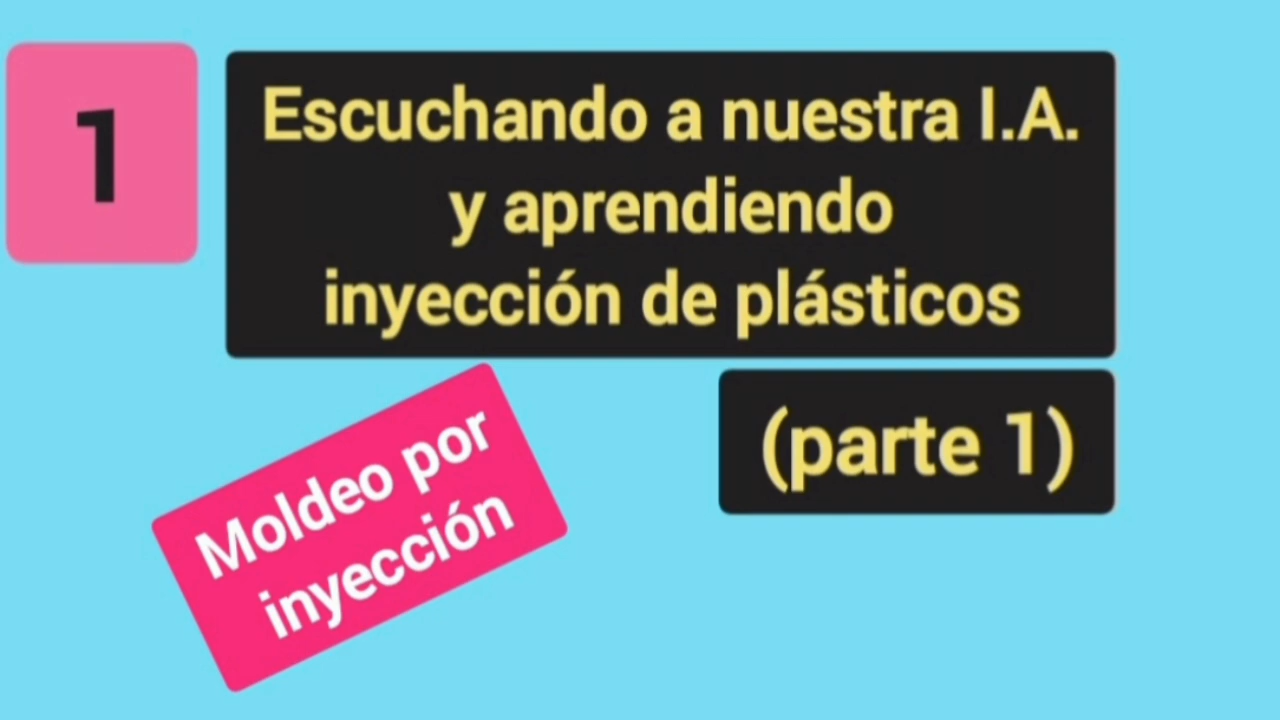 1
Escuchando a nuestra I.A.
y aprendiendo
inyección de plásticos
(parte 1)
Moldeo por
inyección